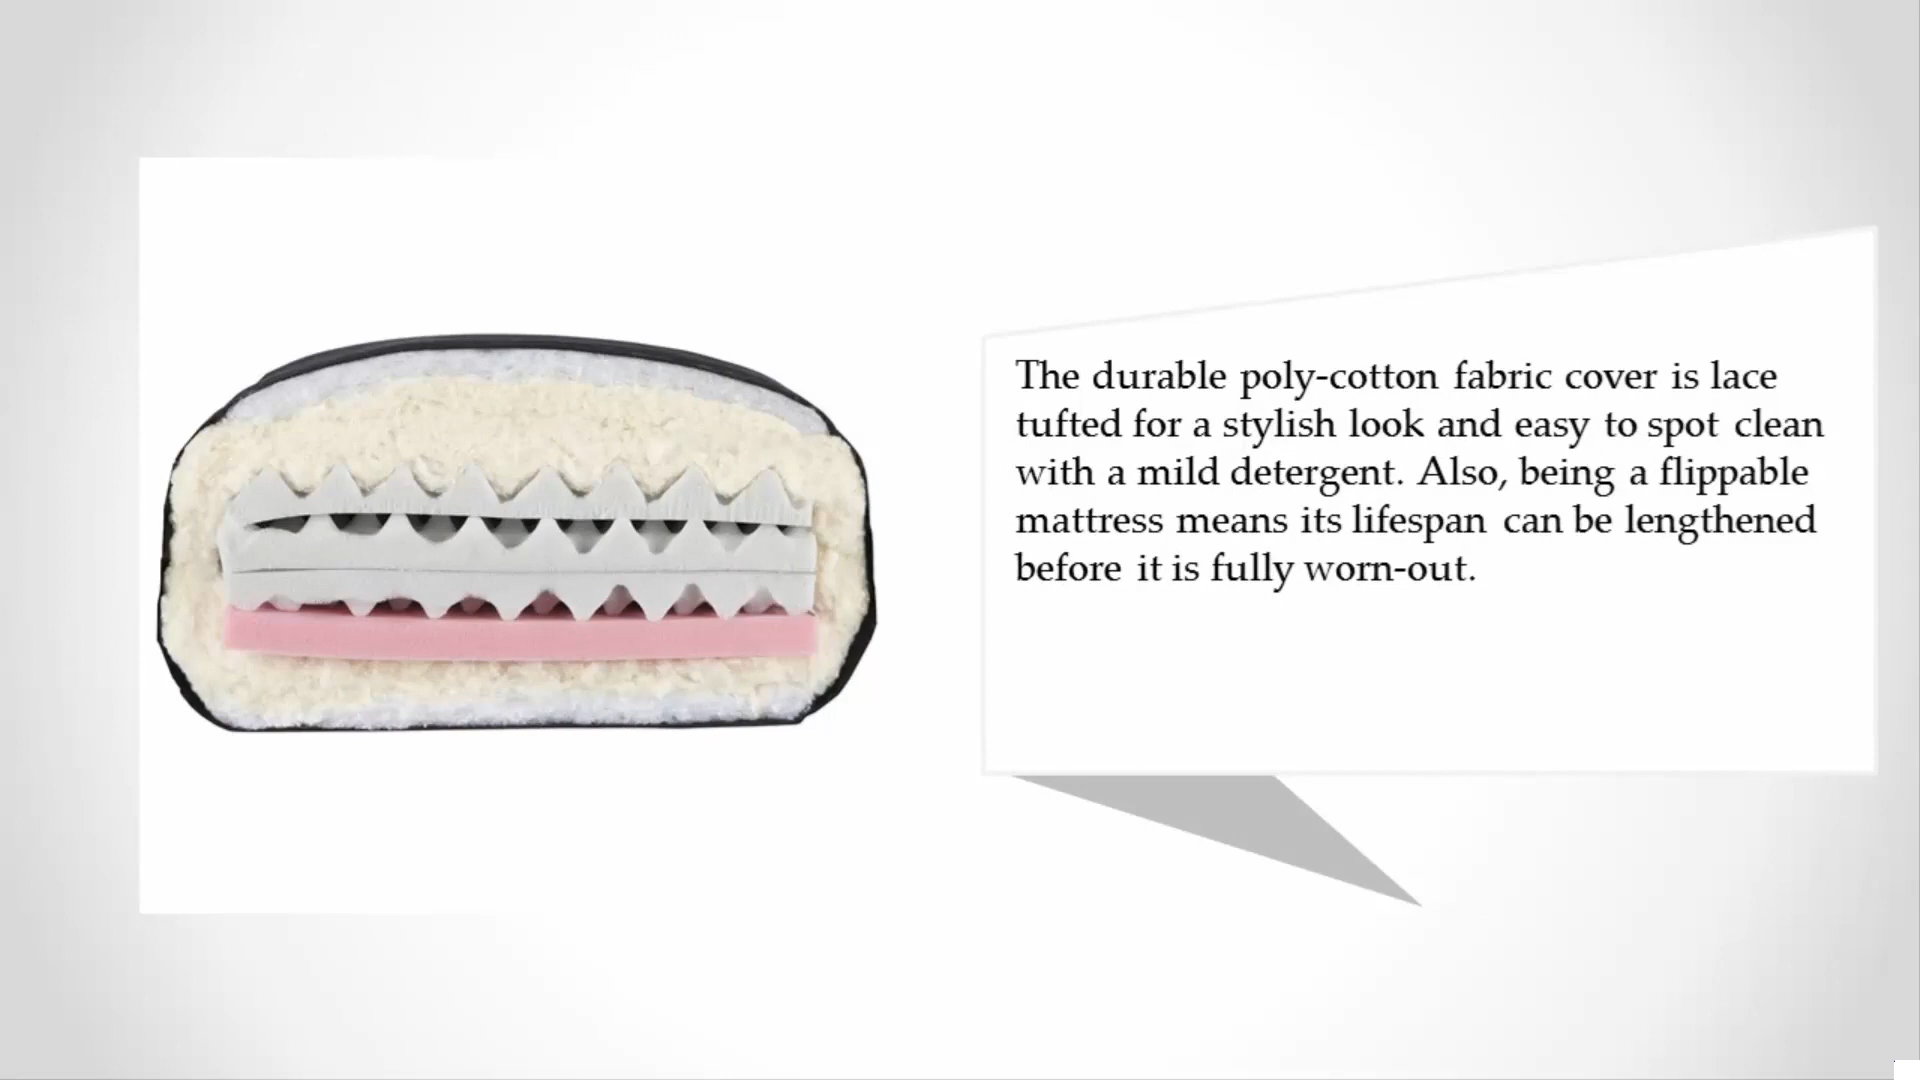 The durable poly-cotton fabric cover is lace
tufted for a stylish look and easy to spot clean
with a mild detergent. Also, being a flippable
mattress means its lifespan can be lengthened
before it is fully worn-out.